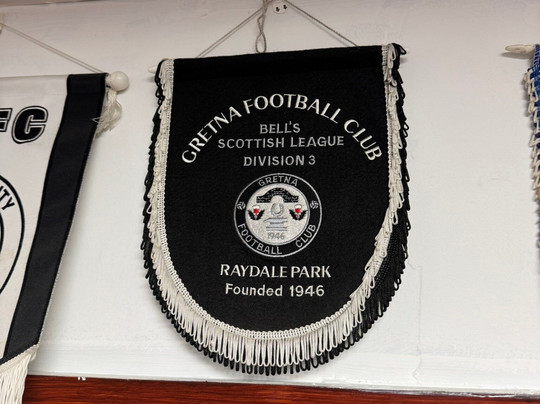 FC
GRETNA FOOTBALL CLUB
BELL'S
SCOTTISH LEAGUE
DIVISION 3
GRETNA
1946
FOOTBALL CLUB
RAYDALE PARK
Founded 1946